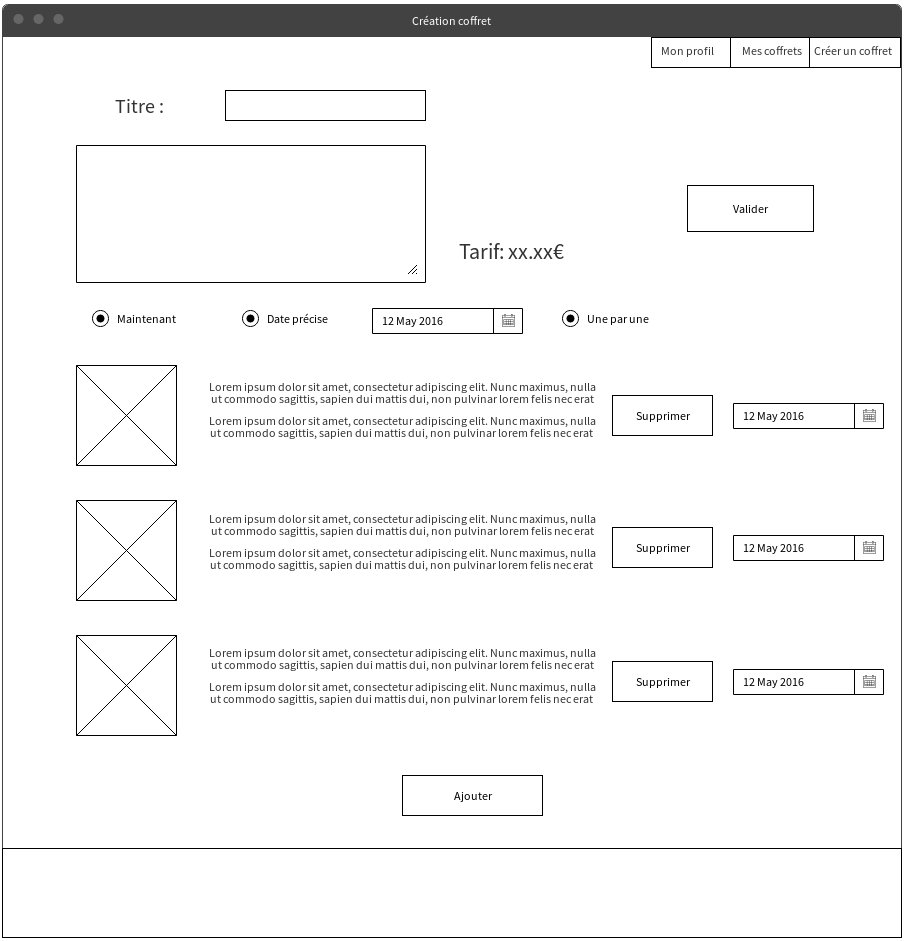 Création coffret
Mon profil
Mes coffrets
Créer un coffret
Titre :
Valider
Tarif: xx.xx€
Maintenant
Date précise
12 May 2016
Une par une
Lorem ipsum dolor sit amet, consectetur adipiscing elit. Nunc maximus, nulla
ut commodo sagittis, sapien dui mattis dui, non pulvinar lorem felis nec erat
Lorem ipsum dolor sit amet, consectetur adipiscing elit. Nunc maximus, nulla
ut commodo sagittis, sapien dui mattis dui, non pulvinar lorem felis nec erat
Supprimer
12 May 2016
Lorem ipsum dolor sit amet, consectetur adipiscing elit. Nunc maximus, nulla
ut commodo sagittis, sapien dui mattis dui, non pulvinar lorem felis nec erat
Lorem ipsum dolor sit amet, consectetur adipiscing elit. Nunc maximus, nulla
ut commodo sagittis, sapien dui mattis dui, non pulvinar lorem felis nec erat
Supprimer
12 May 2016
Lorem ipsum dolor sit amet, consectetur adipiscing elit. Nunc maximus, nulla
ut commodo sagittis, sapien dui mattis dui, non pulvinar lorem felis nec erat
Lorem ipsum dolor sit amet, consectetur adipiscing elit. Nunc maximus, nulla
ut commodo sagittis, sapien dui mattis dui, non pulvinar lorem felis nec erat
Supprimer
12 May 2016
Ajouter